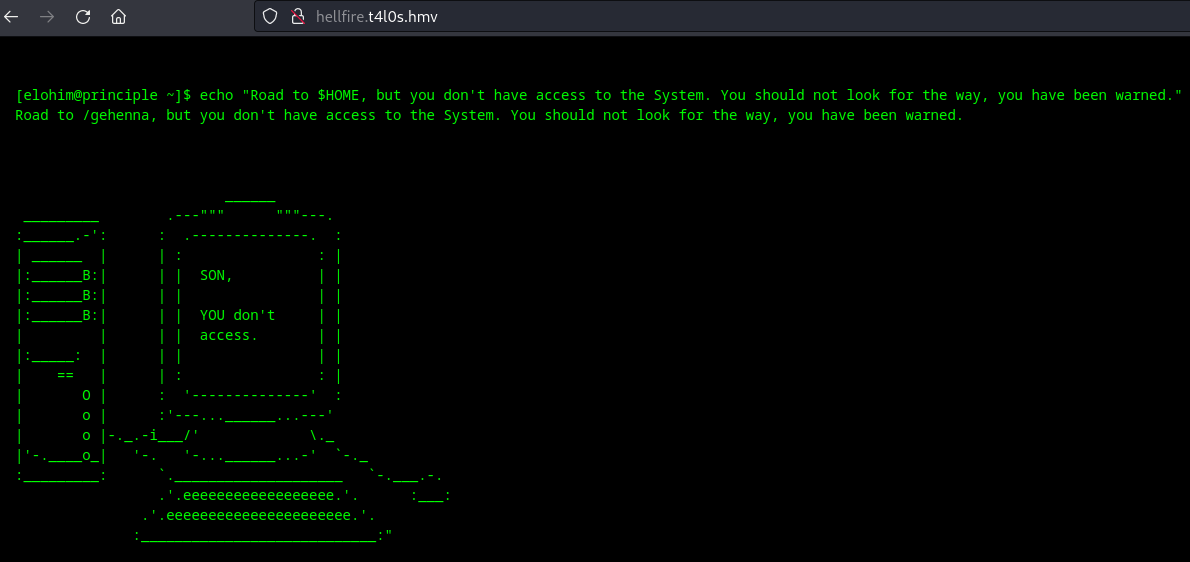 hellfire.t4l0s.hmv
[elohim@principle ~]$ echo "Road to $HOME, but you don't have access to the System. You should not look for the way, you have been warned."
Road to /gehenna, but you don't have access to the System. You should not look for the way, you have been warned.
B
B
B
SON,
YOU don't
access.
==
O
o
o
o
i
eeeeeeeeeeeeeeeeee
eeeeeeeeeeeeeeeeeeeeee